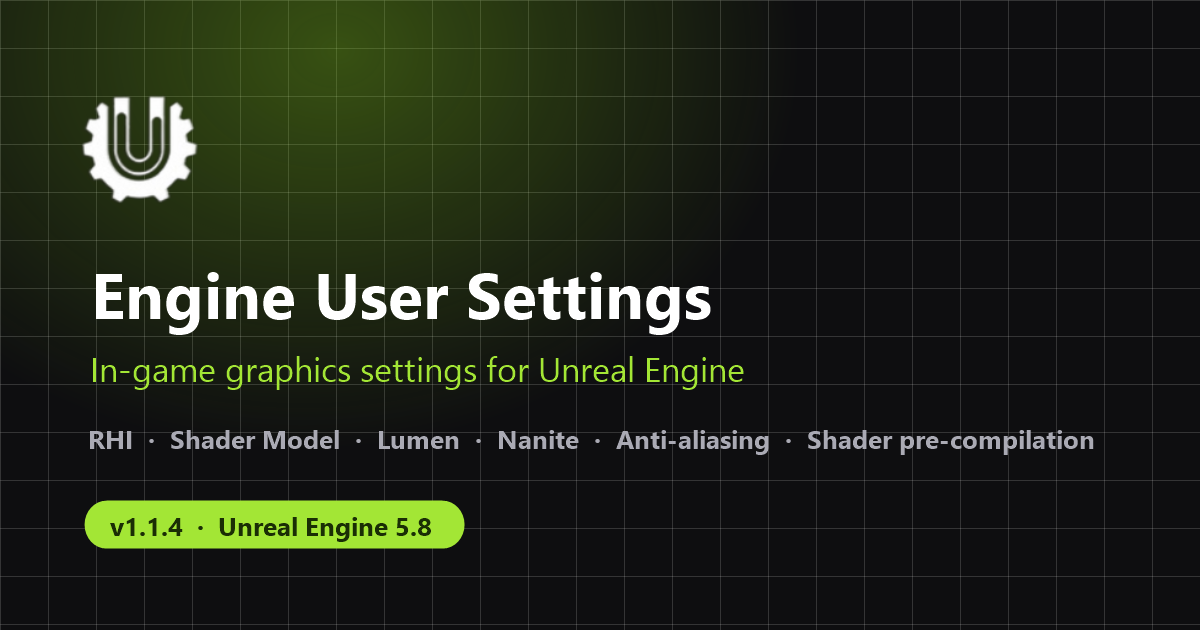 Engine User Settings
In-game graphics settings for Unreal Engine
RHI · Shader Model · Lumen · Nanite · Anti-aliasing · Shader pre-compilation
v1.1.4 · Unreal Engine 5.8